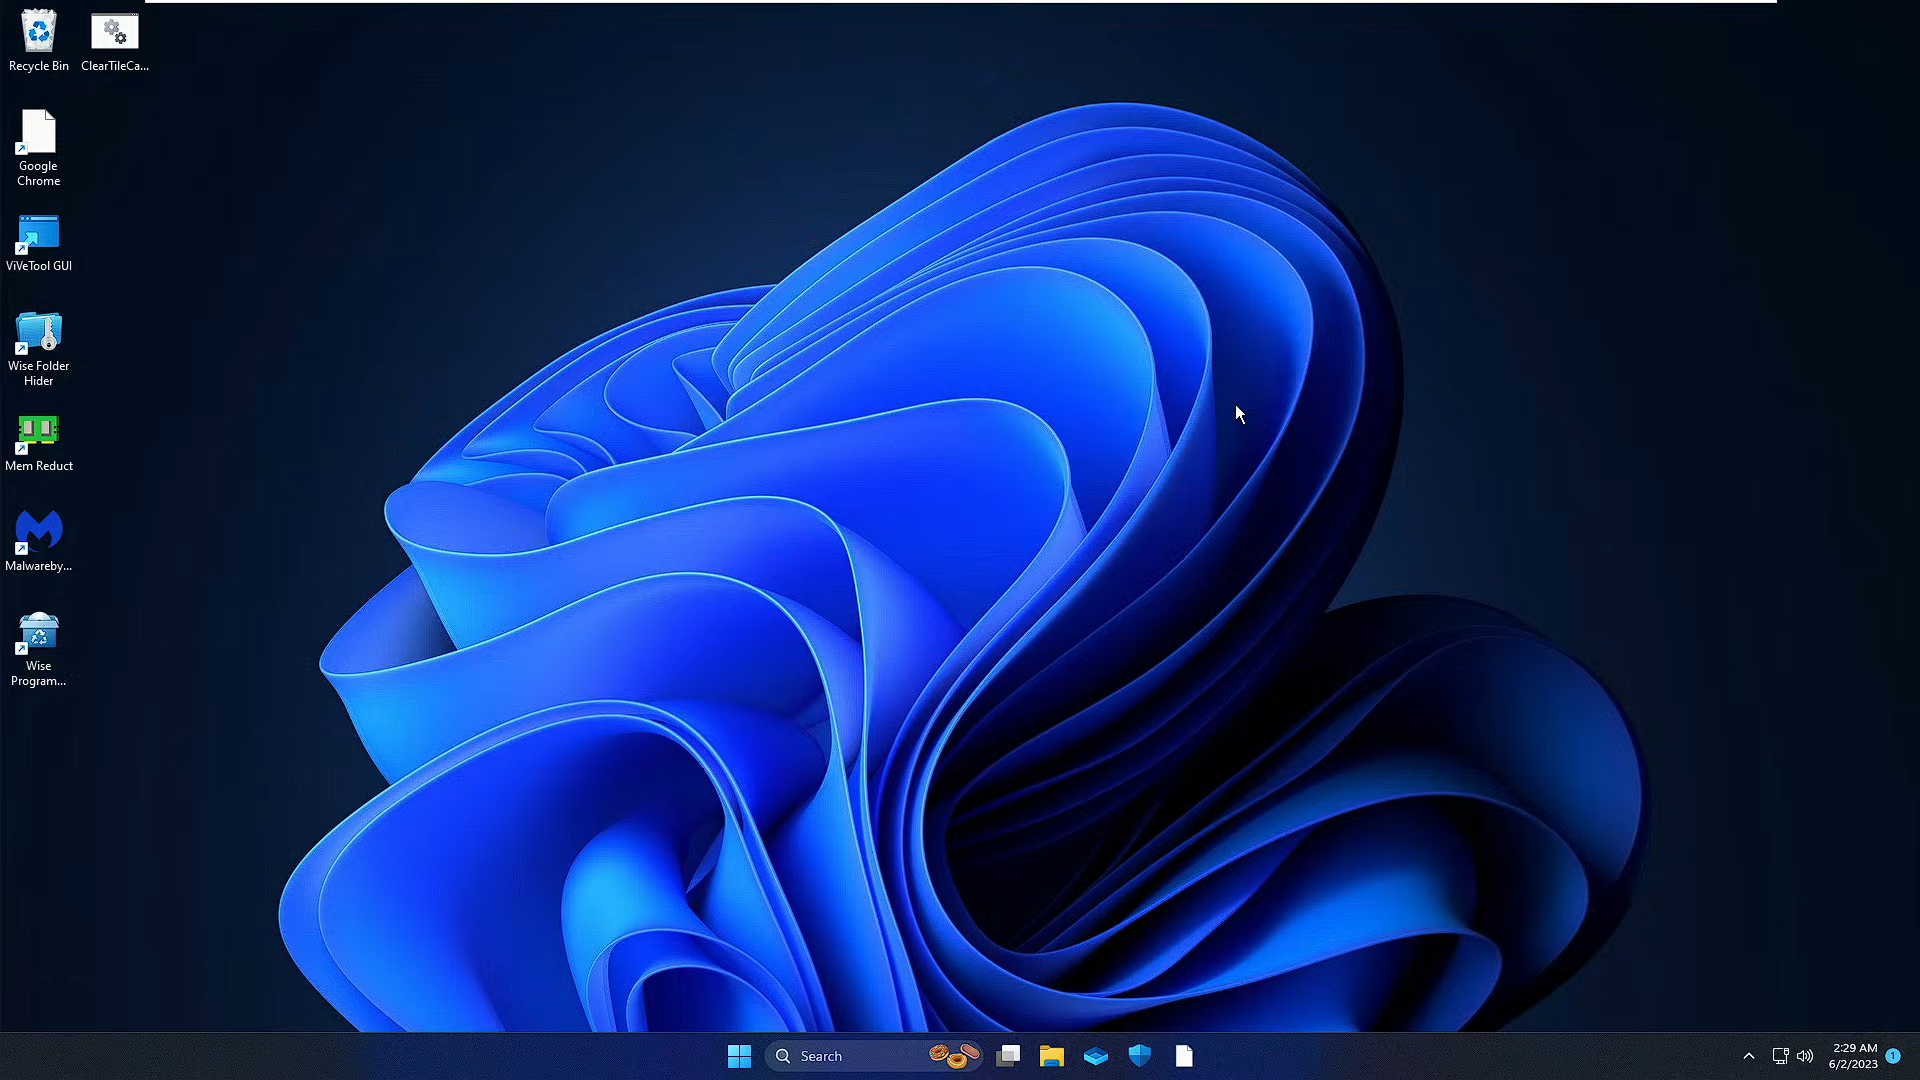 Recycle Bin
ClearTileCa...
Google
Chrome
ViVeTool GUI
Wise Folder
Hider
Mem Reduct
Malwareby...
Wise
Program...
Search
2:29 AM
6/2/2023
1